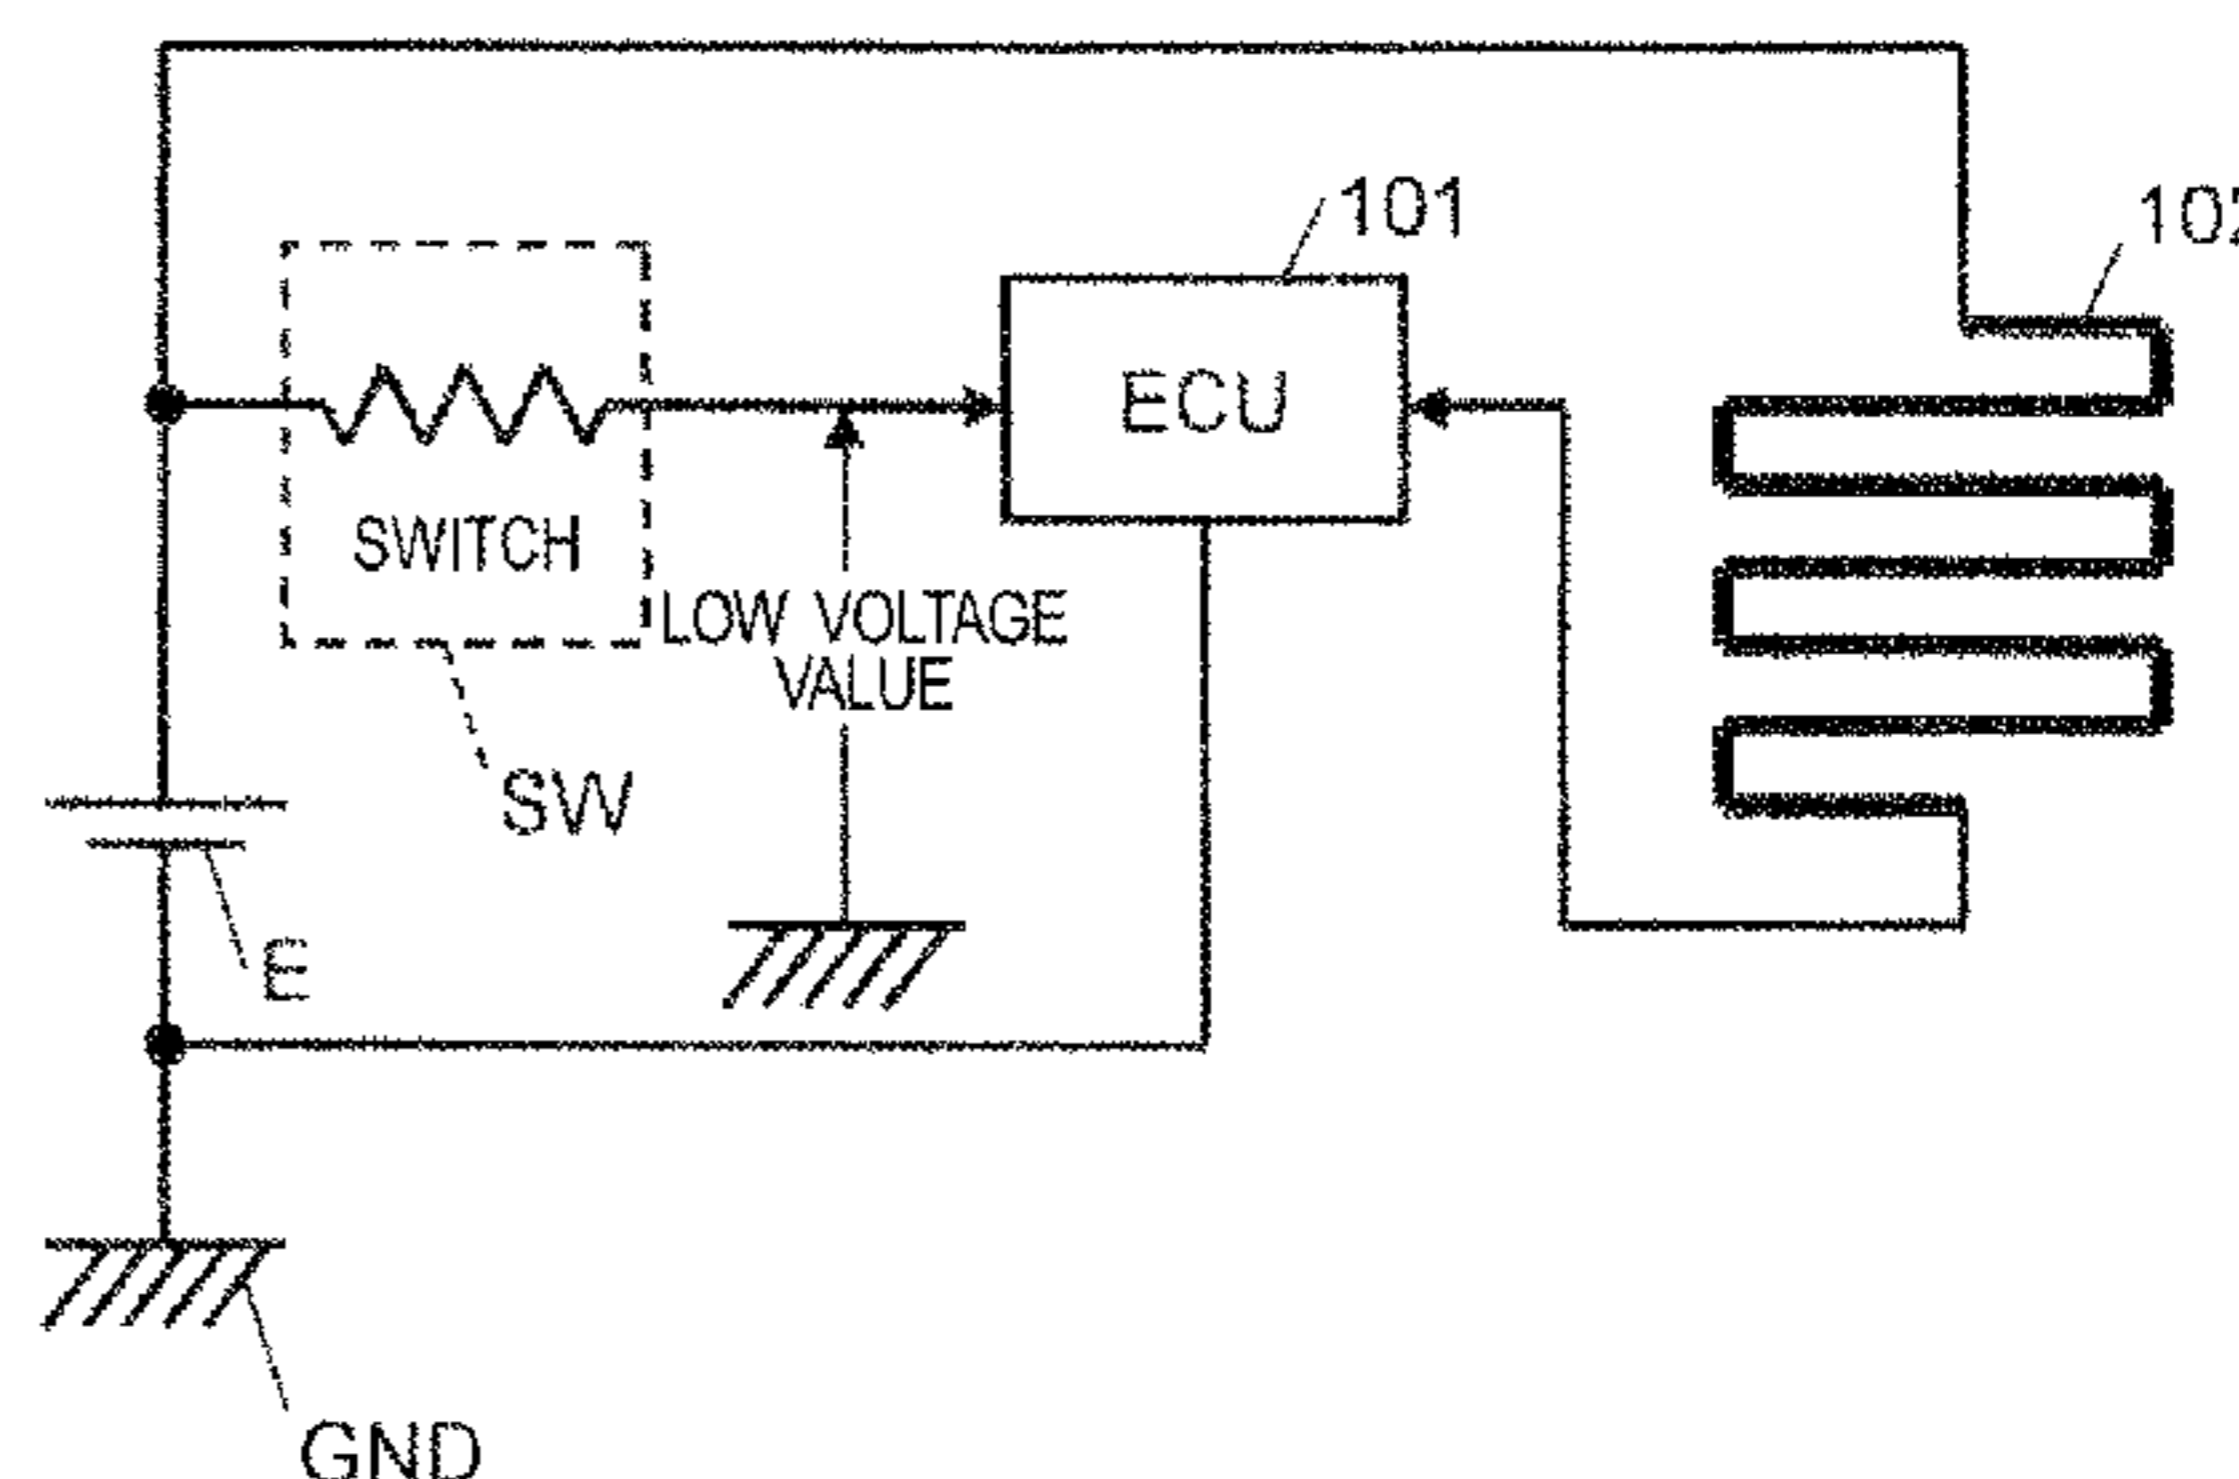 101
102
ECU
SWITCH
LOW VOLTAGE
VALUE
SW
E
GND